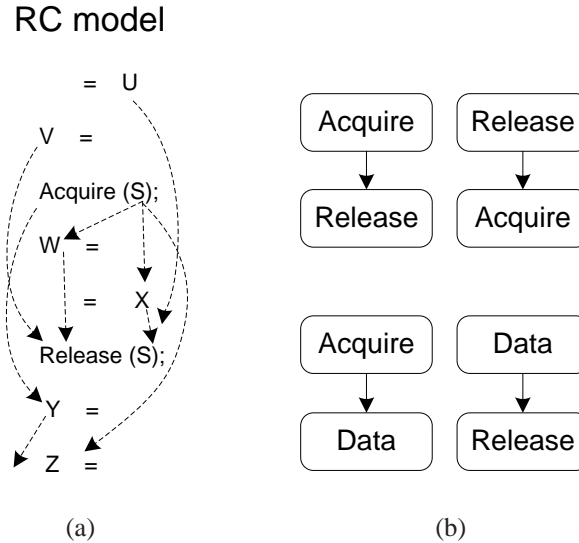 RC model
= U
V =
Acquire (S);
W =
= X
Release (S);
Y =
Z =
(a)
Acquire
Release
Release
Acquire
Acquire
Data
Data
Release
(b)